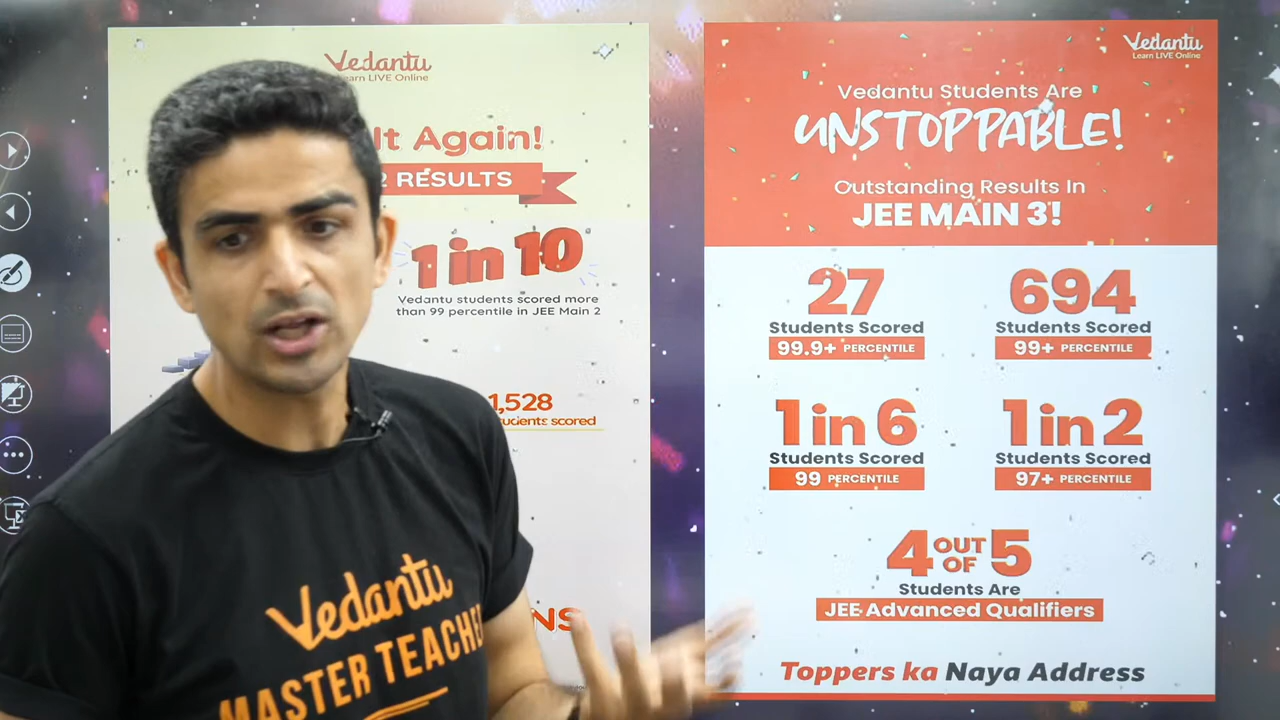 Vedantu
Learn LIVE Online
It Again!
2 RESULTS
1 in 10
Vedantu students scored more
than 99 percentile in JEE Main 2
1,528
students scored
NS
Vedantu
MASTER TEACHER
Vedantu
Learn LIVE Online
Vedantu Students Are
UNSTOPPABLE!
Outstanding Results In
JEE MAIN 3!
27
Students Scored
99.9+ PERCENTILE
694
Students Scored
99+ PERCENTILE
1 in 6
Students Scored
99 PERCENTILE
1 in 2
Students Scored
97+ PERCENTILE
4 OUT OF 5
Students Are
JEE Advanced Qualifiers
Toppers ka Naya Address